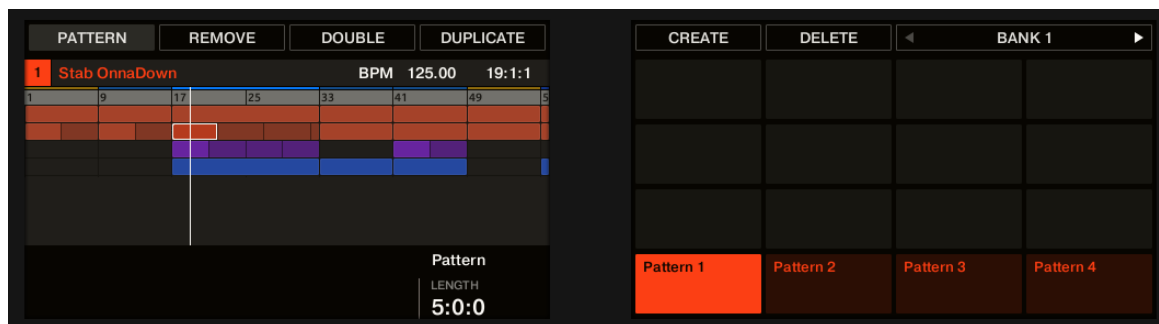 PATTERN REMOVE DOUBLE DUPLICATE
1 Stab OnnaDown BPM 125.00 19:1:1
1 9 17 25 33 41 49 5
Pattern
LENGTH
5:0:0
CREATE DELETE BANK 1
Pattern 1 Pattern 2 Pattern 3 Pattern 4